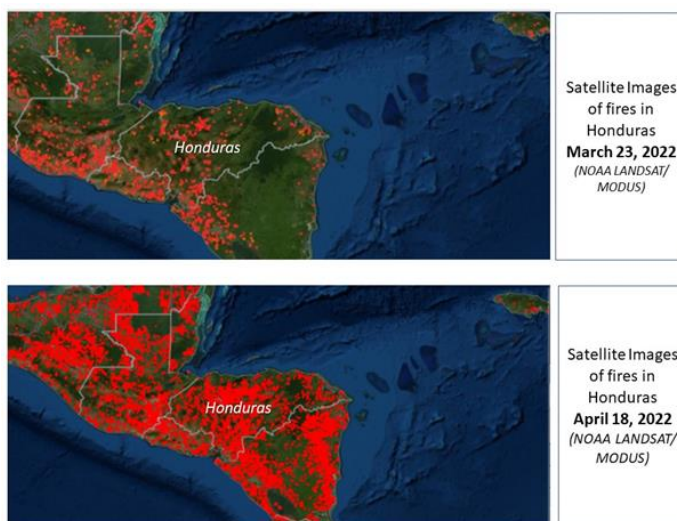 Honduras
Satellite Images
of fires in
Honduras
March 23, 2022
(NOAA LANDSAT/
MODUS)
Honduras
Satellite Images
of fires in
Honduras
April 18, 2022
(NOAA LANDSAT/
MODUS)